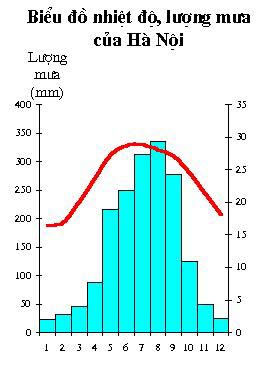 Biểu đồ nhiệt độ, lượng mưa
của Hà Nội
Lượng
mưa
(mm)
400 35
350 30
300 25
250
200 20
150 15
100 10
50 5
0 0
1 2 3 4 5 6 7 8 9 10 11 12